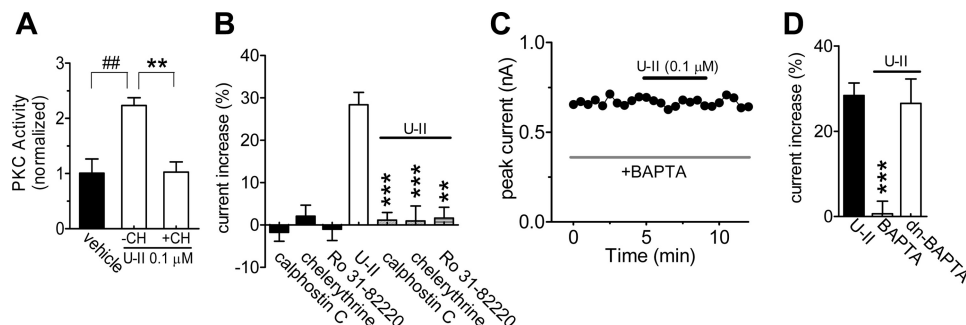 A
PKC Activity
(normalized)
3
2
1
0
##
**
vehicle
-CH
+CH
U-II 0.1 μM
B
current increase (%)
40
30
20
10
0
-10
U-II
***
***
**
calphostin C
chelerythrine
Ro 31-82220
U-II
calphostin C
chelerythrine
Ro 31-82220
C
peak current (nA)
1.0
0.5
0.0
U-II (0.1 μM)
+BAPTA
0
5
10
Time (min)
D
current increase (%)
40
20
0
U-II
***
U-II
BAPTA
dn-BAPTA